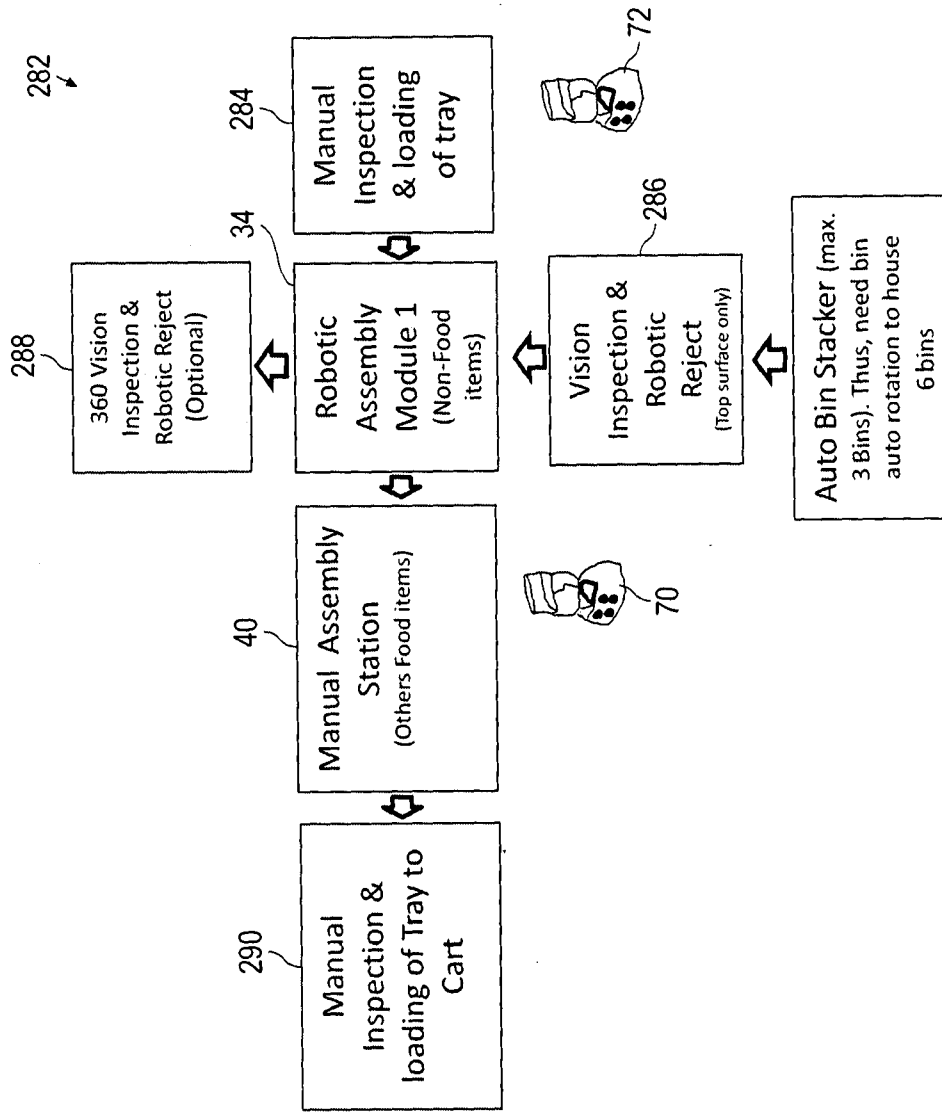 282
288
360 Vision
Inspection &
Robotic Reject
(Optional)
290
Manual
Inspection &
loading of Tray to
Cart
40
Manual Assembly
Station
(Others Food items)
34
Robotic
Assembly
Module 1
(Non-Food
items)
284
Manual
Inspection
& loading
of tray
70
72
286
Vision
Inspection &
Robotic
Reject
(Top surface only)
Auto Bin Stacker (max.
3 Bins). Thus, need bin
auto rotation to house
6 bins